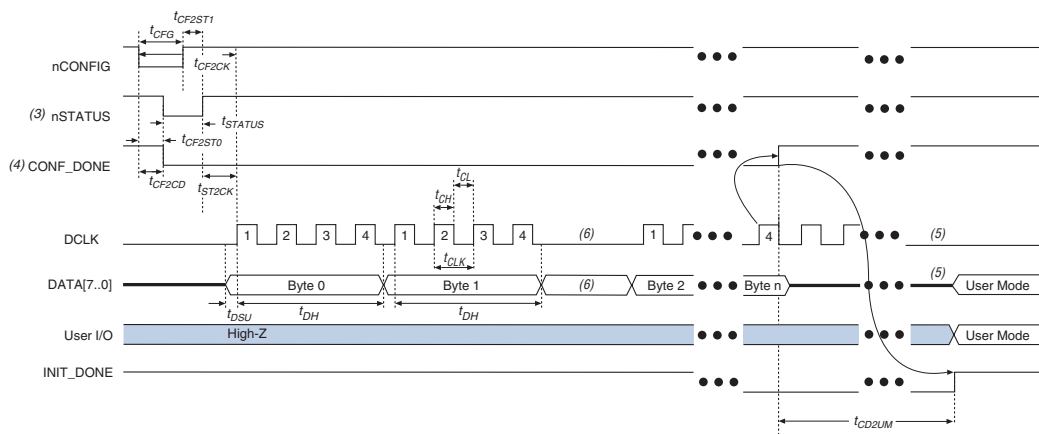 tCF2ST1
tCFG
nCONFIG
tCF2CK
(3) nSTATUS
tSTATUS
tCF2ST0
(4) CONF_DONE
tCF2CD
tST2CK
tCL
tCH
DCLK
1 2 3 4 1 2 3 4 (6) 1 4 (5)
tCLK
DATA[7..0]
Byte 0 Byte 1 (6) Byte 2 Byte n (5) User Mode
tDSU tDH tDH
User I/O
High-Z User Mode
INIT_DONE
tCD2UM